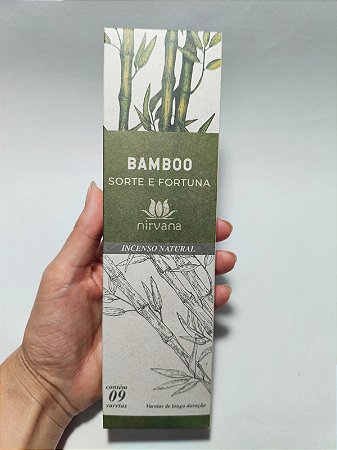 BAMBOO
SORTE E FORTUNA
nirvana
INCENSO NATURAL
contém
09
varetas
Varetas de longa duração